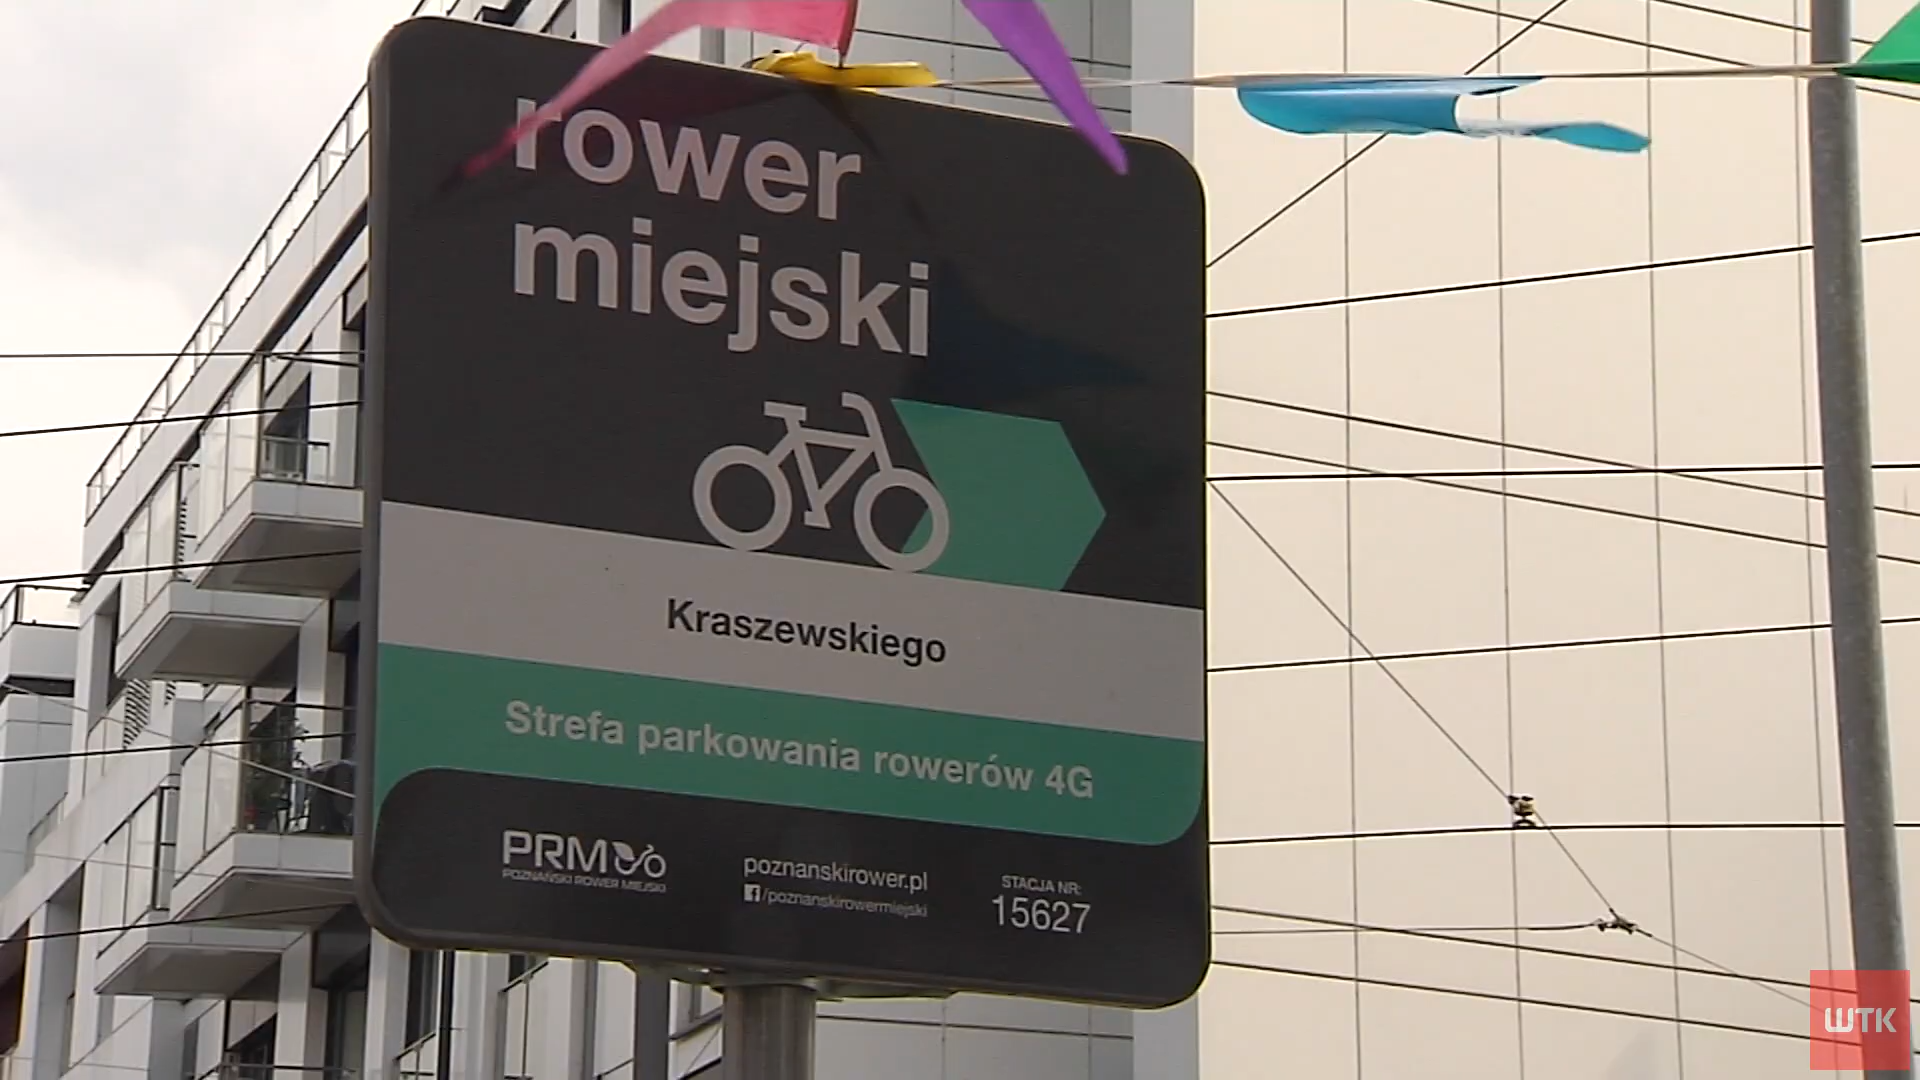 rower
miejski
Kraszewskiego
Strefa parkowania rowerów 4G
PRM
POZNAŃSKI ROWER MIEJSKI
poznanskirower.pl
f/poznanskirowermiejski
STACJA NR:
15627
WTK